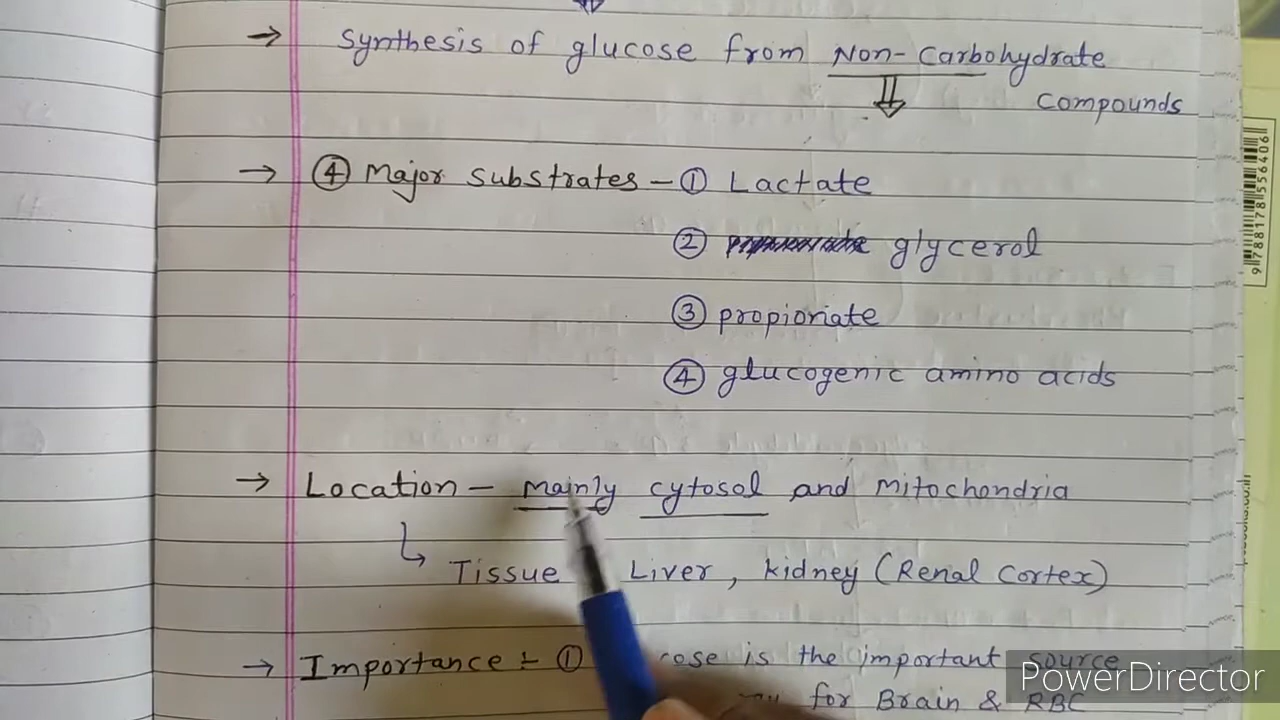 → Synthesis of glucose from Non-Carbohydrate
compounds
→ ④ Major substrates - ① Lactate
② glycerol
③ propionate
④ glucogenic amino acids
→ Location - mainly cytosol and mitochondria
Tissue Liver, kidney (Renal Cortex)
→ Importance :- ① is the important source
for Brain & RBC
PowerDirector
9788178556406